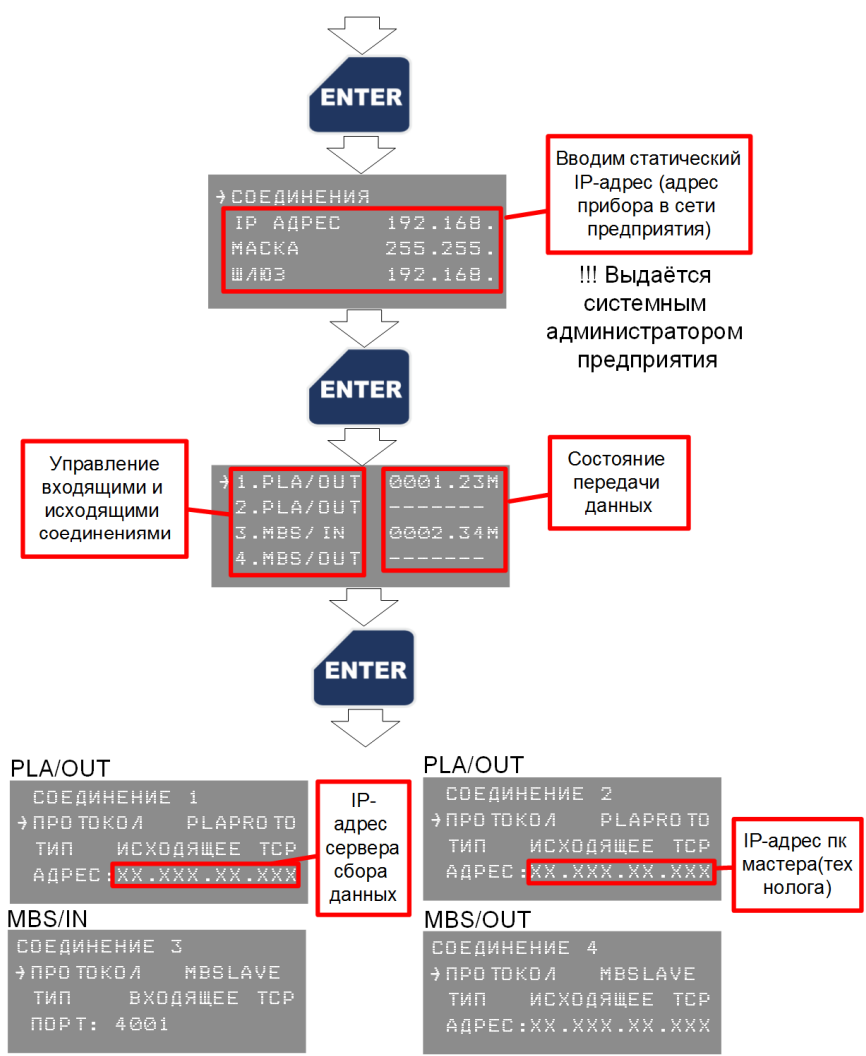 ENTER
Вводим статический
IP-адрес (адрес
прибора в сети
предприятия)
→СОЕДИНЕНИЯ
IP АДРЕС 192.168.
МАСКА 255.255.
ШЛЮЗ 192.168.
!!! Выдаётся
системным
администратором
предприятия
ENTER
Управление
входящими и
исходящими
соединениями
→1.PLA/OUT 0001.23M
2.PLA/OUT -------
3.MBS/IN 0002.34M
4.MBS/OUT -------
Состояние
передачи
данных
ENTER
PLA/OUT
СОЕДИНЕНИЕ 1
→ПРОТОКОЛ PLAPROTO
ТИП ИСХОДЯЩЕЕ TCP
АДРЕС:XX.XXX.XX.XXX
IP-
адрес
сервера
сбора
данных
PLA/OUT
СОЕДИНЕНИЕ 2
→ПРОТОКОЛ PLAPROTO
ТИП ИСХОДЯЩЕЕ TCP
АДРЕС:XX.XXX.XX.XXX
IP-адрес пк
мастера(тех
нолога)
MBS/IN
СОЕДИНЕНИЕ 3
→ПРОТОКОЛ MBSLAVE
ТИП ВХОДЯЩЕЕ TCP
ПОРТ: 4001
MBS/OUT
СОЕДИНЕНИЕ 4
→ПРОТОКОЛ MBSLAVE
ТИП ИСХОДЯЩЕЕ TCP
АДРЕС:XX.XXX.XX.XXX